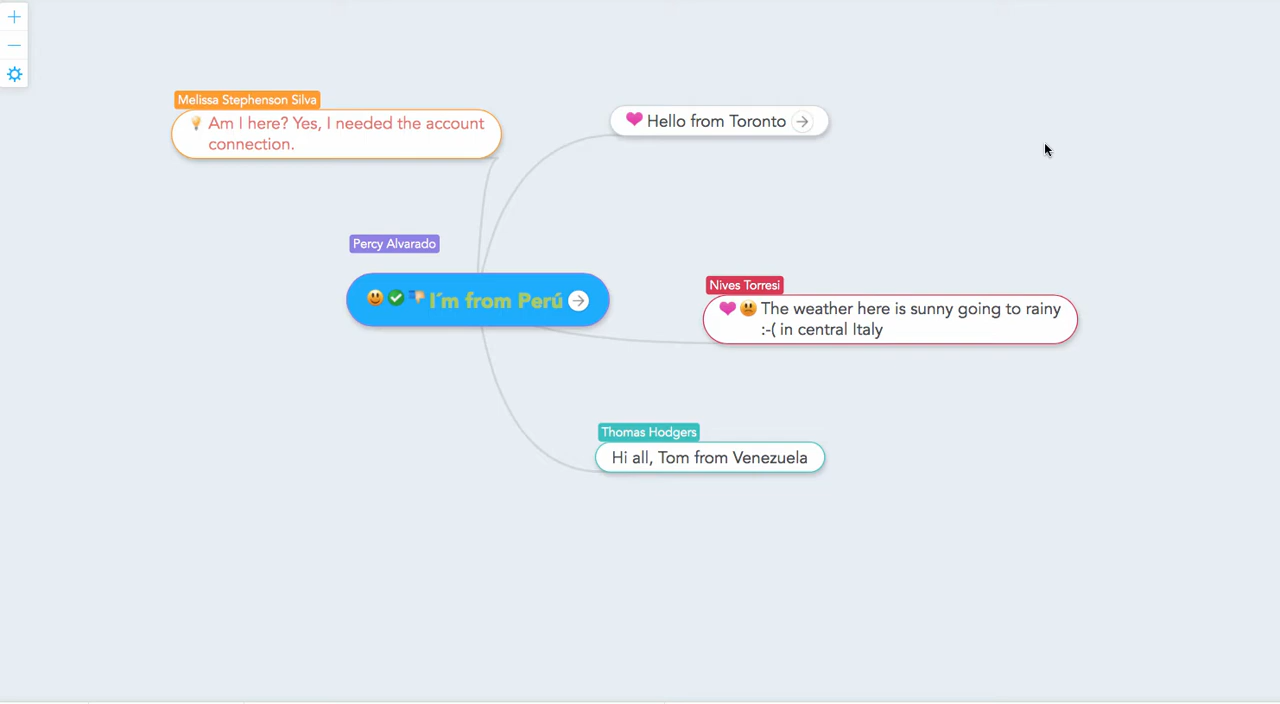 Melissa Stephenson Silva
Am I here? Yes, I needed the account
connection.
Hello from Toronto
Percy Alvarado
I´m from Perú
Nives Torresi
The weather here is sunny going to rainy
:-( in central Italy
Thomas Hodgers
Hi all, Tom from Venezuela